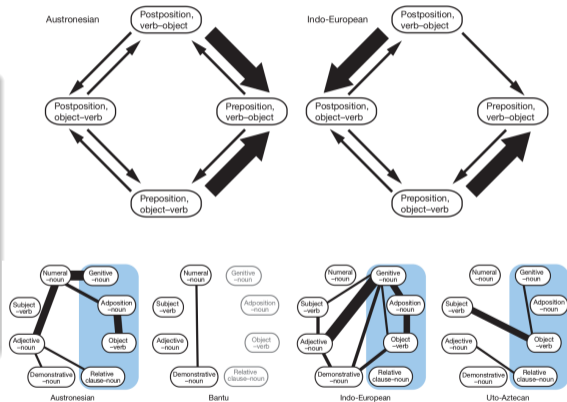 Austronesian
Postposition,
verb–object
Postposition,
object–verb
Preposition,
verb–object
Preposition,
object–verb
Indo-European
Postposition,
verb–object
Postposition,
object–verb
Preposition,
verb–object
Preposition,
object–verb
Numeral
–noun
Genitive
–noun
Subject
–verb
Adposition
–noun
Adjective
–noun
Object
–verb
Demonstrative
–noun
Relative
clause–noun
Austronesian
Numeral
–noun
Genitive
–noun
Subject
–verb
Adposition
–noun
Adjective
–noun
Object
–verb
Demonstrative
–noun
Relative
clause–noun
Bantu
Numeral
–noun
Genitive
–noun
Subject
–verb
Adposition
–noun
Adjective
–noun
Object
–verb
Demonstrative
–noun
Relative
clause–noun
Indo-European
Numeral
–noun
Genitive
–noun
Subject
–verb
Adposition
–noun
Adjective
–noun
Object
–verb
Demonstrative
–noun
Relative
clause–noun
Uto-Aztecan